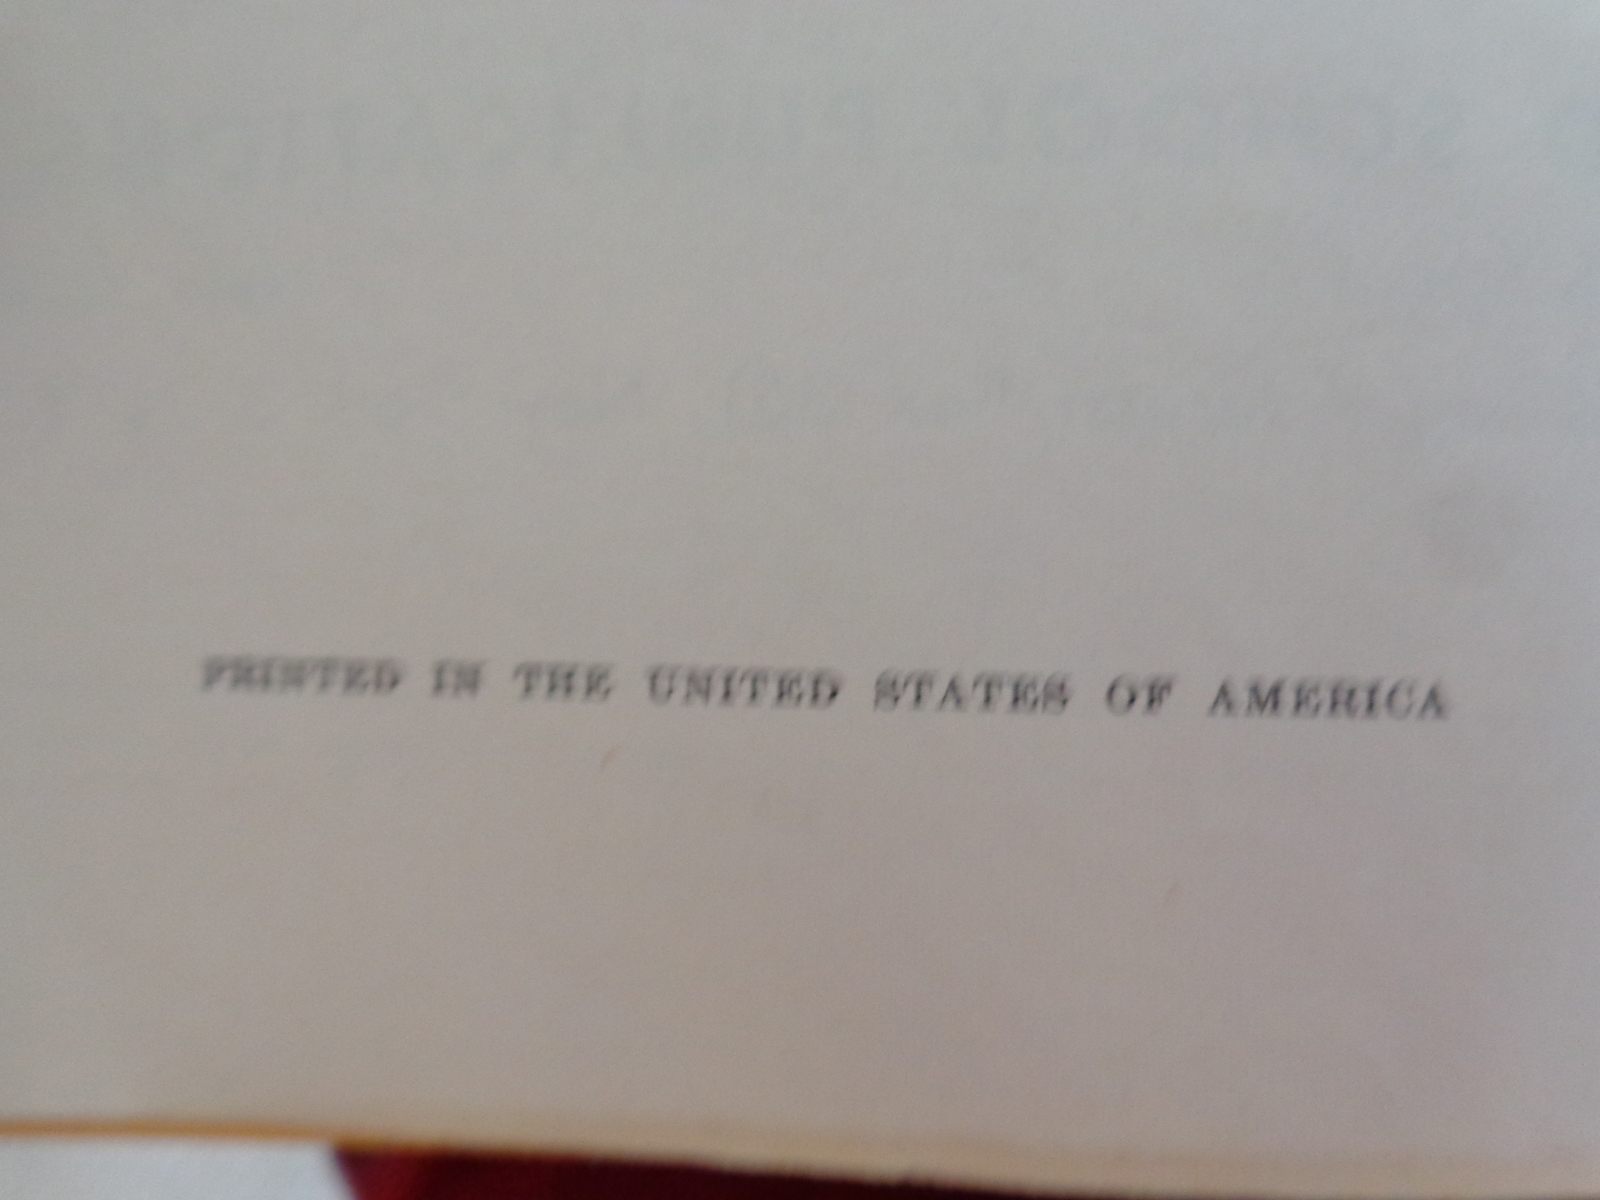 PRINTED IN THE UNITED STATES OF AMERICA